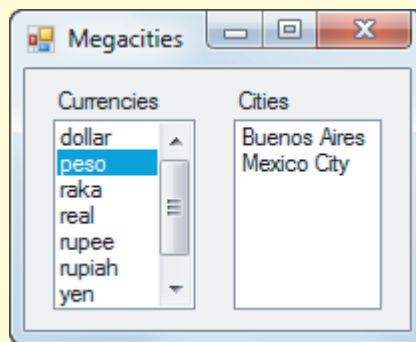 Megacities
Currencies
dollar
peso
raka
real
rupee
rupiah
yen
Cities
Buenos Aires
Mexico City